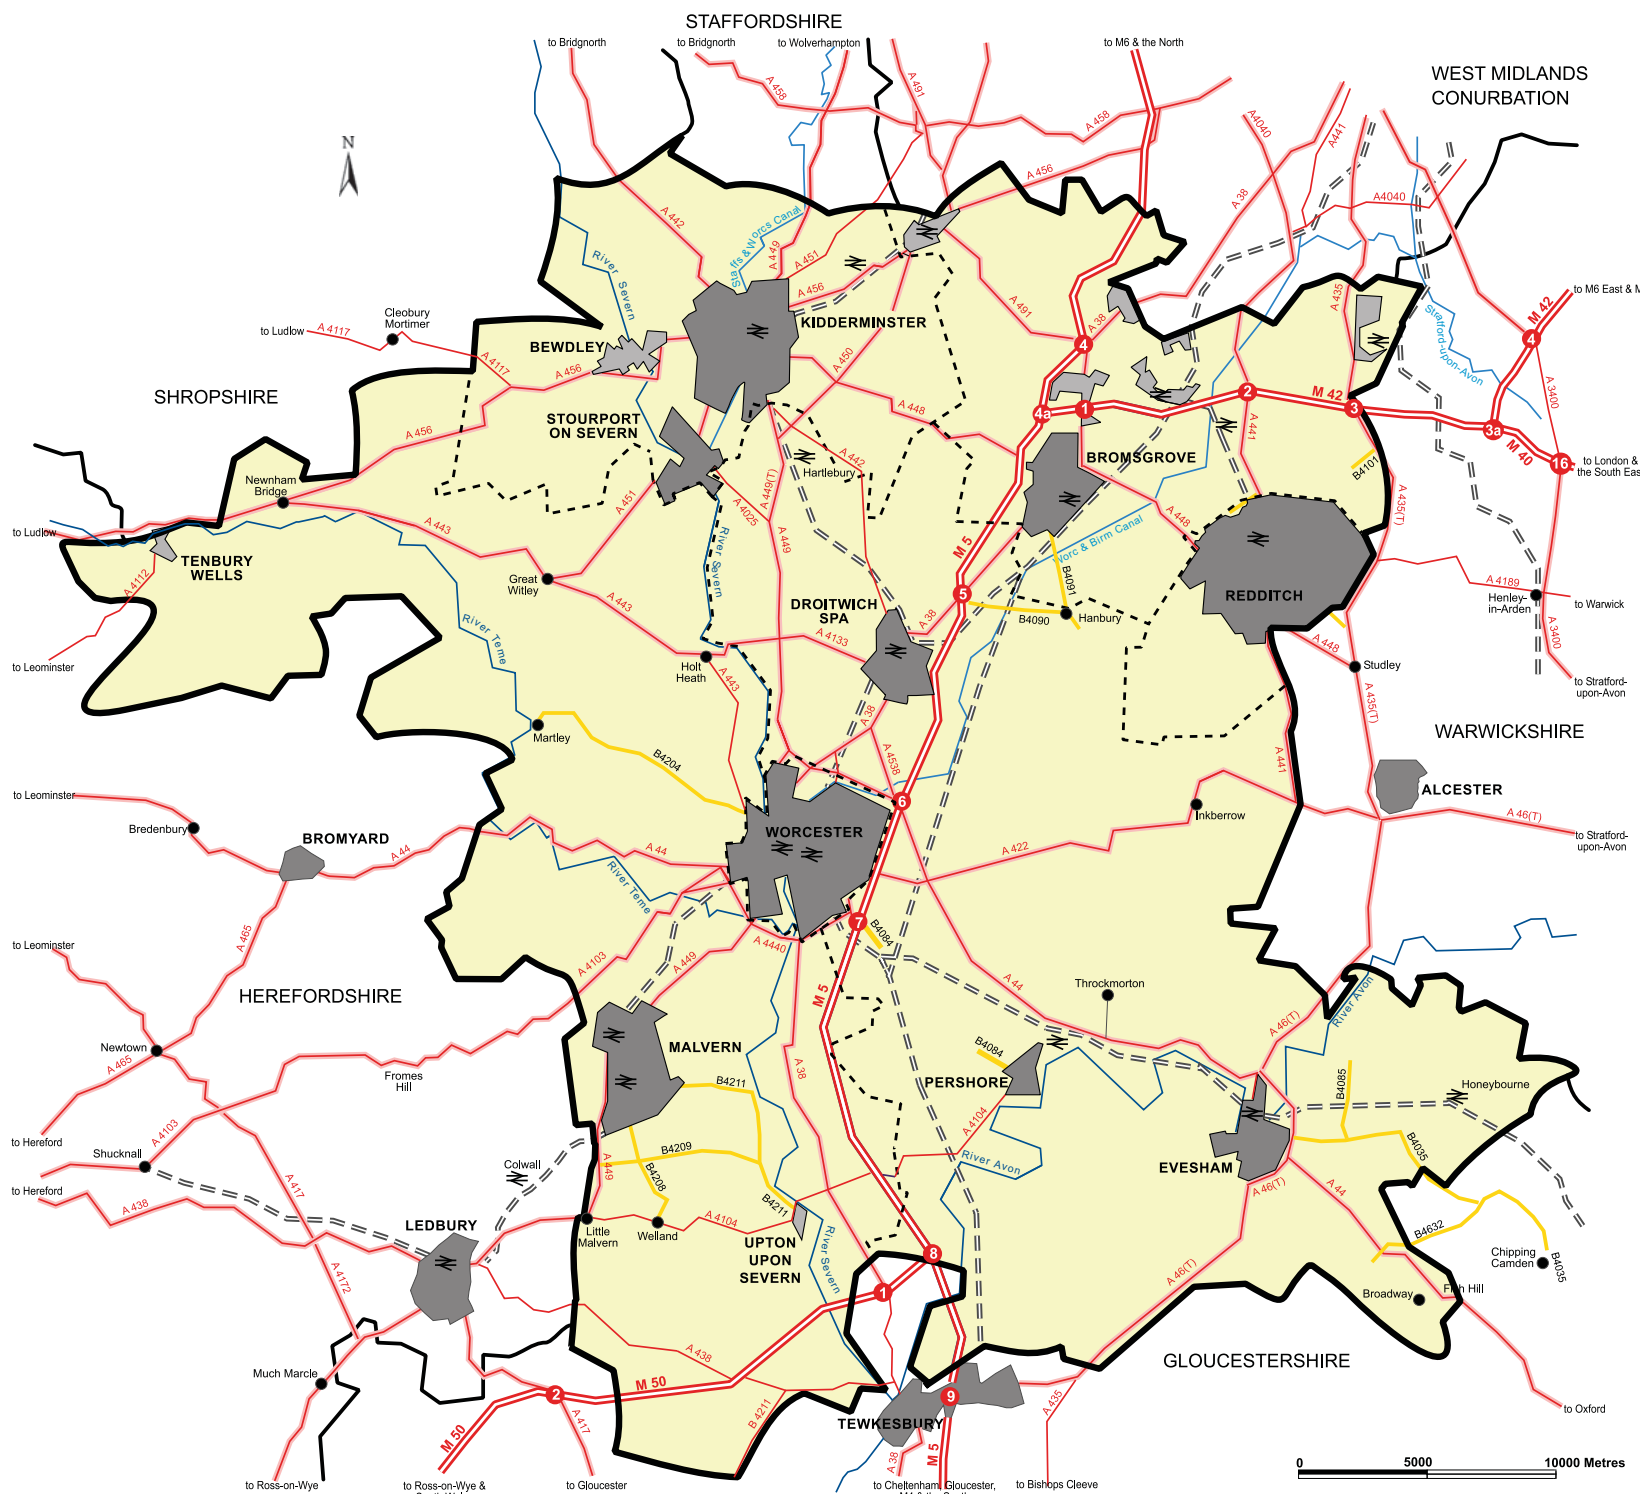 STAFFORDSHIRE
to Bridgnorth
to Bridgnorth
to Wolverhampton
to M6 & the North
WEST MIDLANDS
CONURBATION
A 458
A 491
A 458
A4040
A441
N
A 456
A 38
A4040
A 442
Staffs & Worcs Canal
A 449
A 451
River Severn
A 456
A 491
A 38
A 435
Stratford-upon-Avon
M 42
to M6 East & M
4
Cleobury
Mortimer
to Ludlow
A 4117
A 4117
KIDDERMINSTER
BEWDLEY
A 456
A 450
4
4a
1
2
M 42
3
A 3400
3a
M 40
16
to London &
the South Eas
SHROPSHIRE
STOURPORT
ON SEVERN
A 448
A 441
B4101
A 456
A 442
Hartlebury
BROMSGROVE
Newnham
Bridge
A 451
A 449(T)
A 4025
A 435(T)
A 448
to Ludlow
A 443
A 449
River Severn
M 5
Worc & Birm Canal
TENBURY
WELLS
A 4112
Great
Witley
B4091
5
REDDITCH
A 4189
Henley-
in-Arden
to Warwick
A 443
DROITWICH
SPA
A 38
B4090
Hanbury
River Teme
A 4133
A 3400
to Leominster
Holt
Heath
A 443
A 448
Studley
to Stratford-
upon-Avon
A 38
A 435(T)
Martley
B4204
A 4538
A 441
WARWICKSHIRE
ALCESTER
to Leominster
6
Inkberrow
A 46(T)
Bredenbury
BROMYARD
WORCESTER
to Stratford-
upon-Avon
A 44
A 44
A 422
River Teme
A 465
7
B4084
to Leominster
A 4440
A 4103
A 449
A 44
Throckmorton
HEREFORDSHIRE
M 5
River Avon
A 46(T)
Newtown
MALVERN
A 465
Fromes
Hill
A 38
B4084
PERSHORE
B4211
B4085
Honeybourne
to Hereford
A 4103
A 4104
Shucknall
B4209
B4035
Colwall
River Avon
EVESHAM
A 449
B4208
to Hereford
A 417
A 46(T)
A 44
A 438
B4211
LEDBURY
Little
Malvern
A 4104
Welland
B4632
UPTON
UPON
SEVERN
River Severn
8
Chipping
Camden
B4035
A 4172
A 46(T)
1
Broadway
Fish Hill
A 438
GLOUCESTERSHIRE
Much Marcle
M 50
2
9
B 4211
TEWKESBURY
A 435
to Oxford
M 50
A 417
A 38
M 5
0
5000
10000 Metres
to Ross-on-Wye
to Ross-on-Wye &
to Gloucester
to Cheltenham, Gloucester,
to Bishops Cleeve